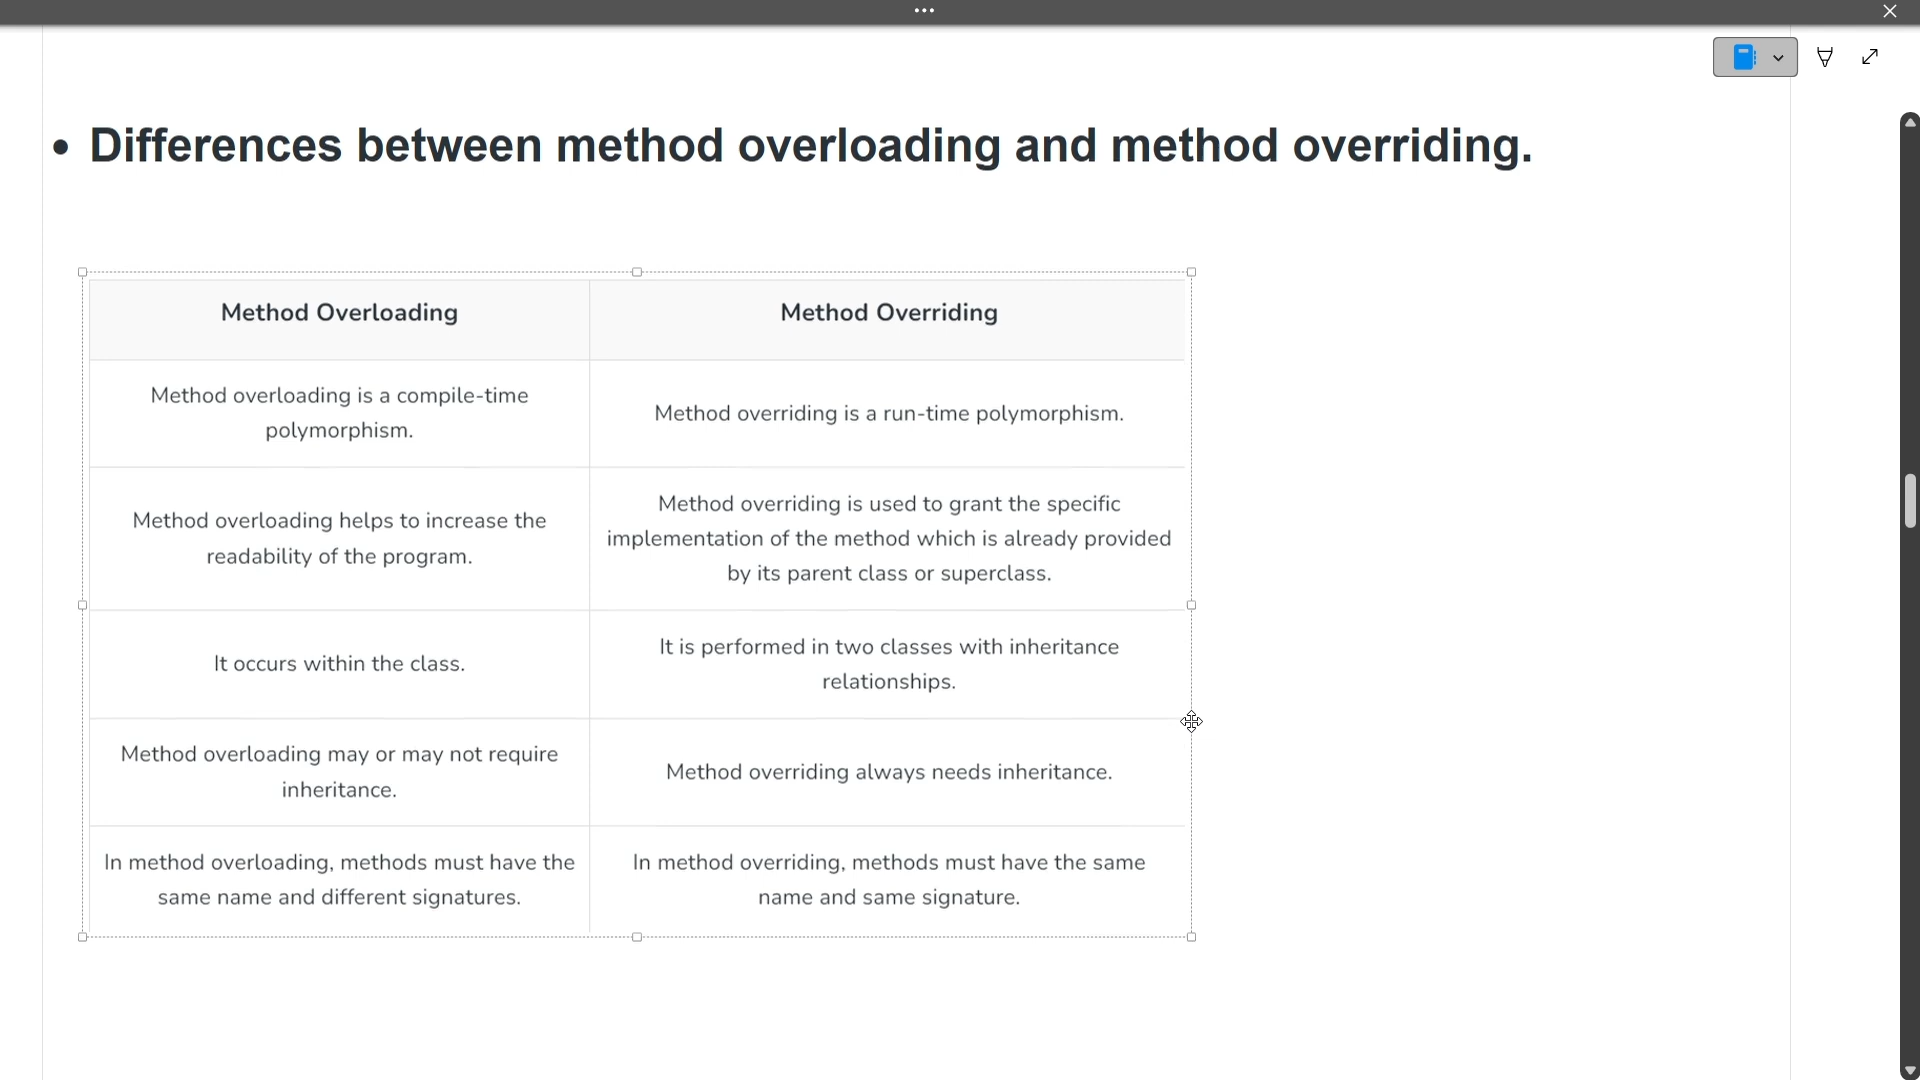 • Differences between method overloading and method overriding.
Method Overloading
Method Overriding
Method overloading is a compile-time
polymorphism.
Method overriding is a run-time polymorphism.
Method overloading helps to increase the
readability of the program.
Method overriding is used to grant the specific
implementation of the method which is already provided
by its parent class or superclass.
It occurs within the class.
It is performed in two classes with inheritance
relationships.
Method overloading may or may not require
inheritance.
Method overriding always needs inheritance.
In method overloading, methods must have the
same name and different signatures.
In method overriding, methods must have the same
name and same signature.